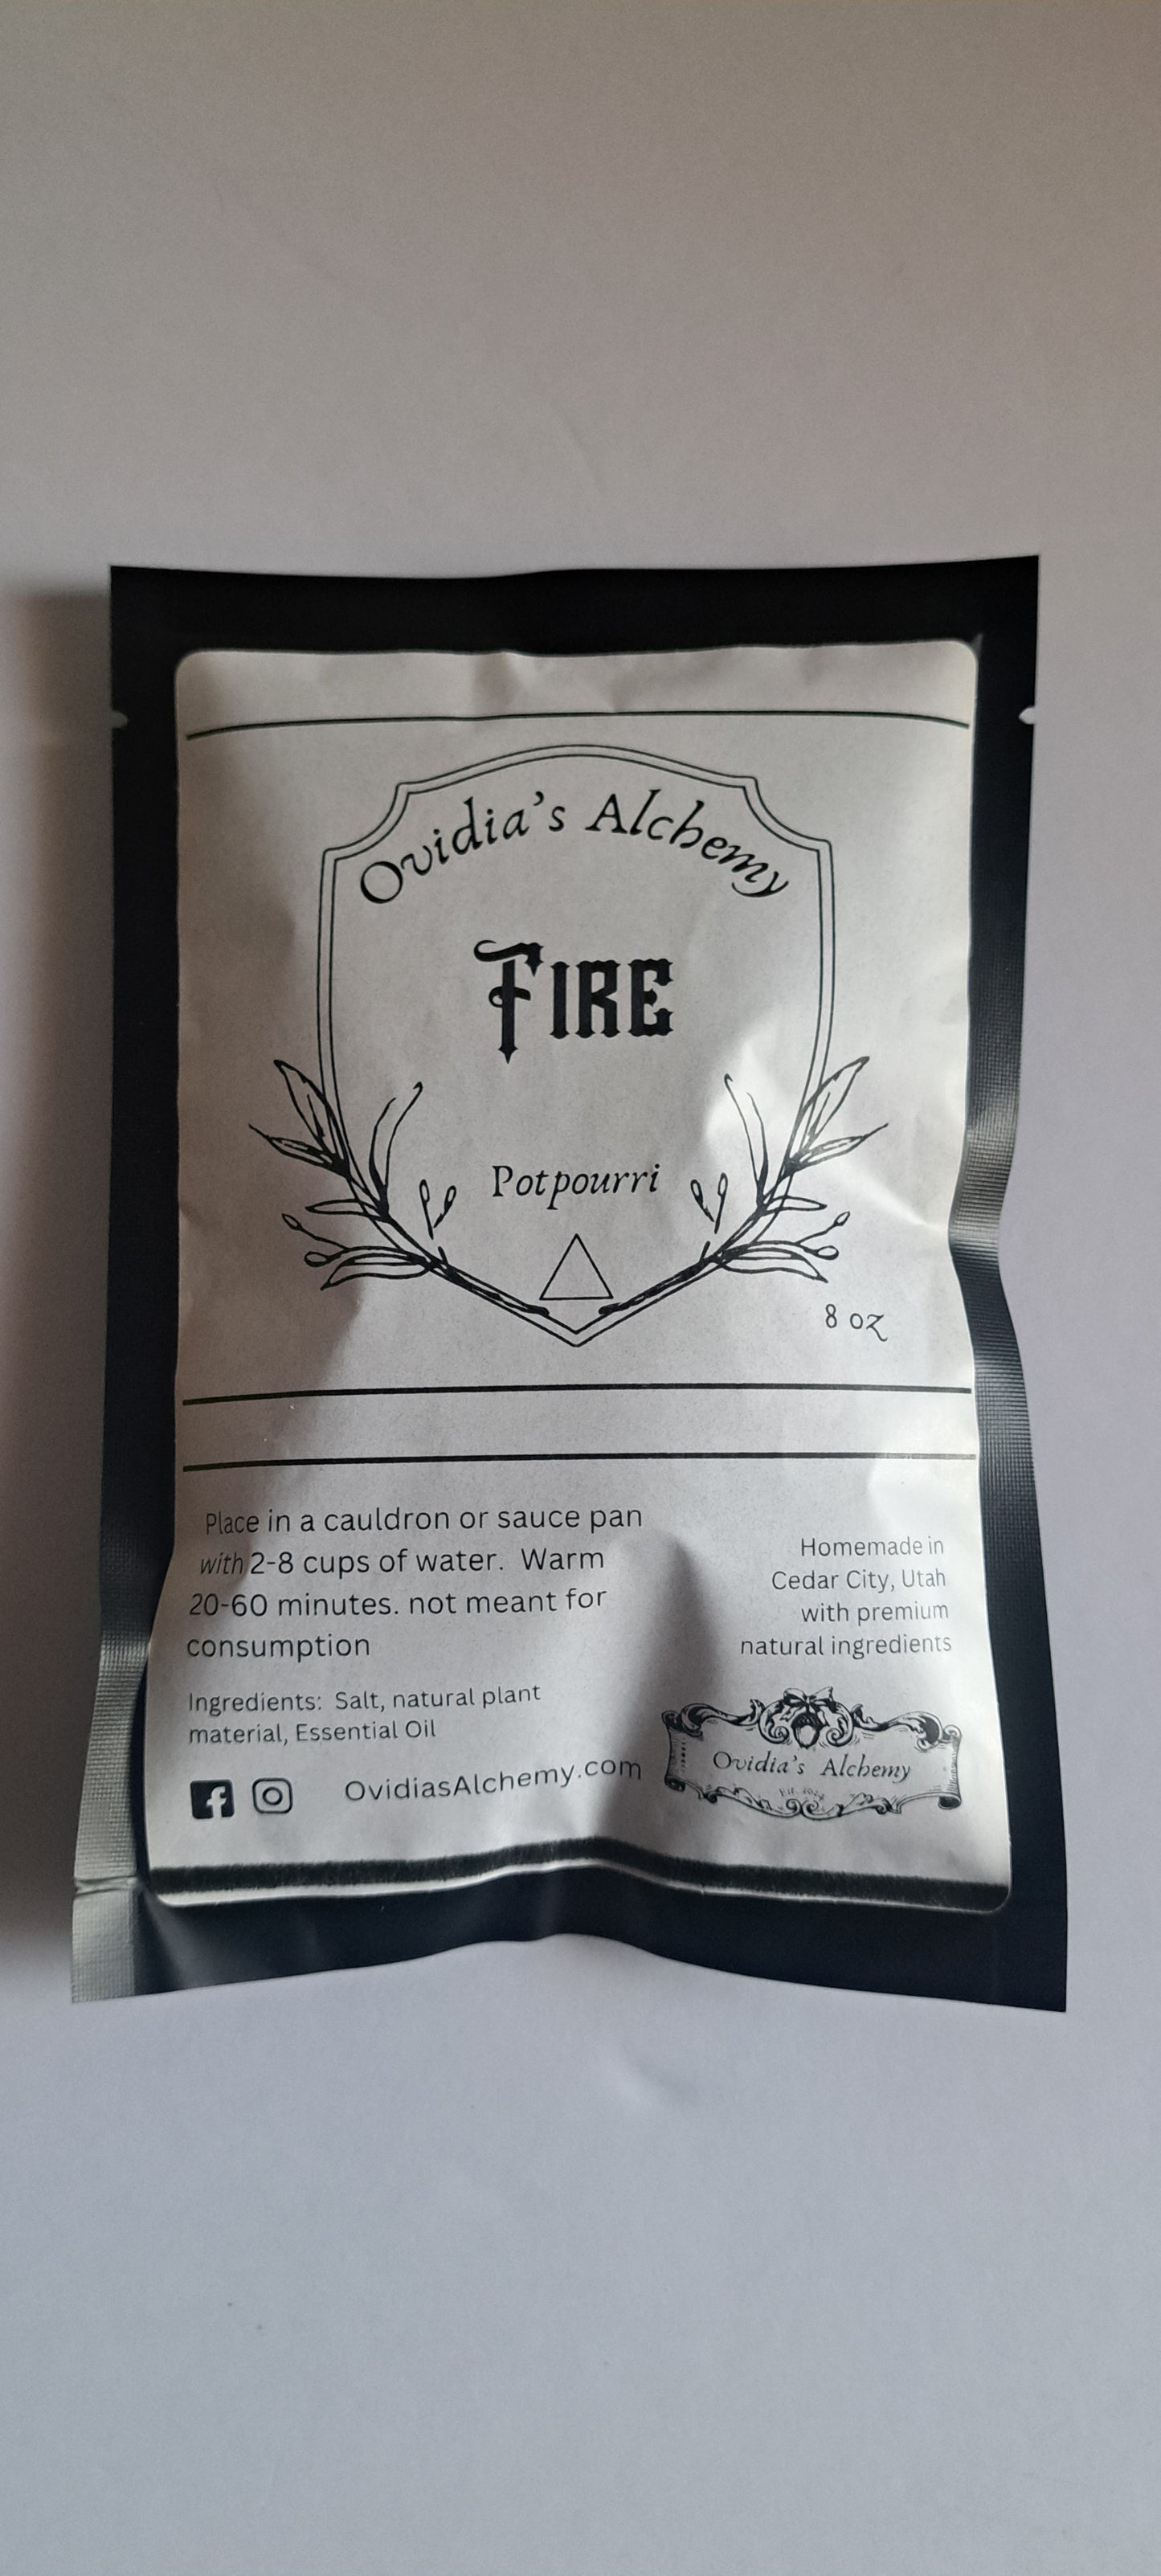 Ovidia's Alchemy
FIRE
Potpourri
8 oz
Place in a cauldron or sauce pan
with 2-8 cups of water. Warm
20-60 minutes. not meant for
consumption
Homemade in
Cedar City, Utah
with premium
natural ingredients
Ingredients: Salt, natural plant
material, Essential Oil
OvidiasAlchemy.com
Ovidia's Alchemy